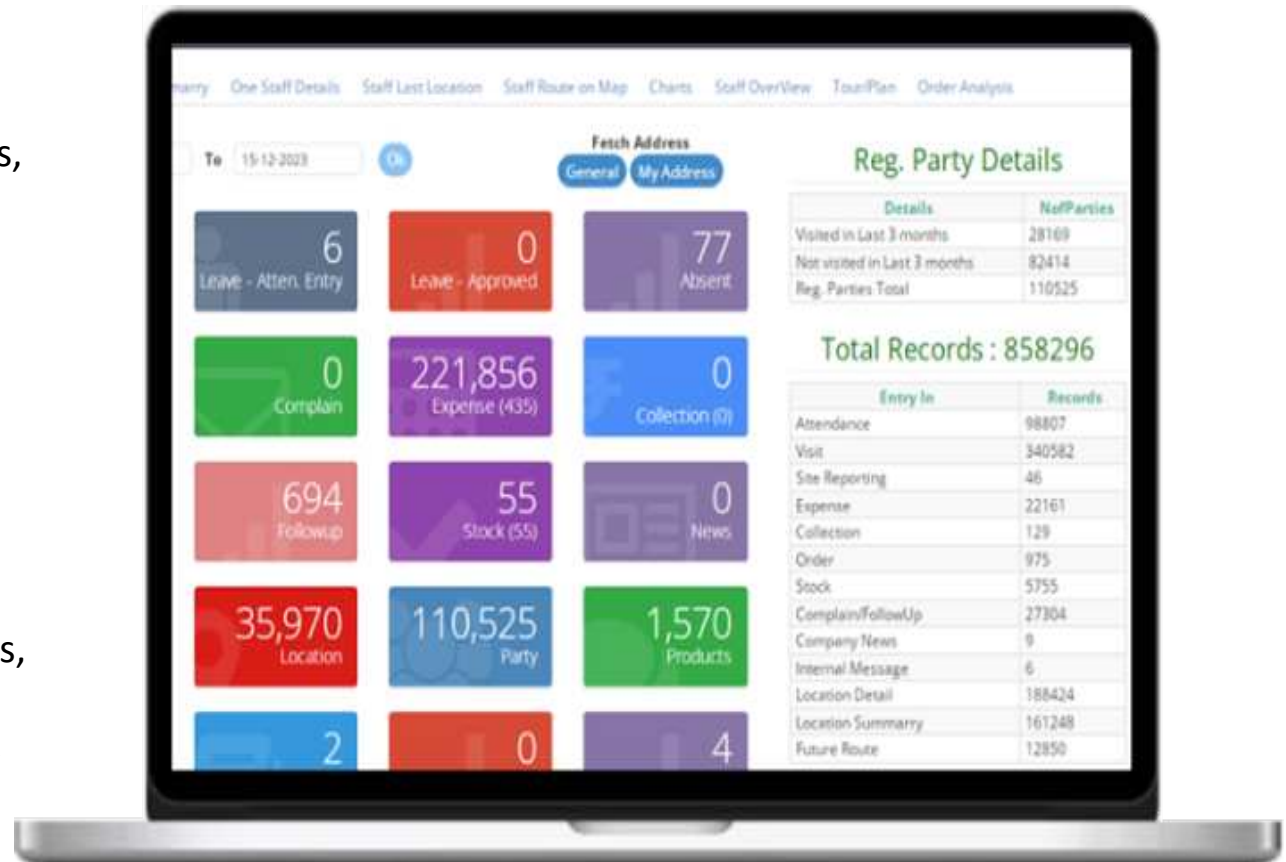 s,
s,
marry One Staff Details Staff Last Location Staff Route on Map Charts Staff OverView Tour/Plan Order Analysis
To 15-12-2023 Ok
Fetch Address
General My Address
6
Leave - Atten. Entry
0
Leave - Approved
77
Absent
0
Complain
221,856
Expense (435)
0
Collection (0)
694
Followup
55
Stock (55)
0
News
35,970
Location
110,525
Party
1,570
Products
2
0
4
Reg. Party Details
Details NofParties
Visited in Last 3 months 28169
Not visited in Last 3 months 82414
Reg. Parties Total 110525
Total Records : 858296
Entry In Records
Attendance 98807
Visit 340582
Site Reporting 46
Expense 22161
Collection 129
Order 975
Stock 5755
Complain/FollowUp 27304
Company News 9
Internal Message 6
Location Detail 188424
Location Summarry 161248
Future Route 12850